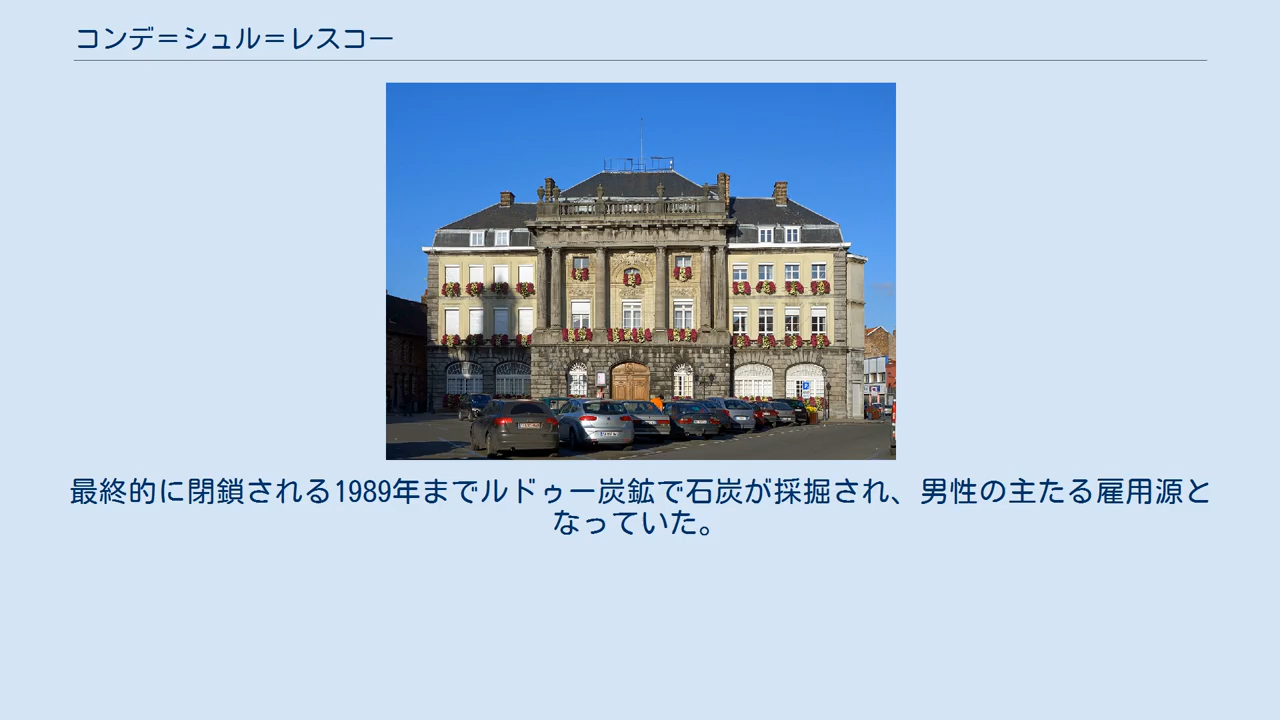 コンデ＝シュル＝レスコー
最終的に閉鎖される1989年までルドゥー炭鉱で石炭が採掘され、男性の主たる雇用源と
なっていた。